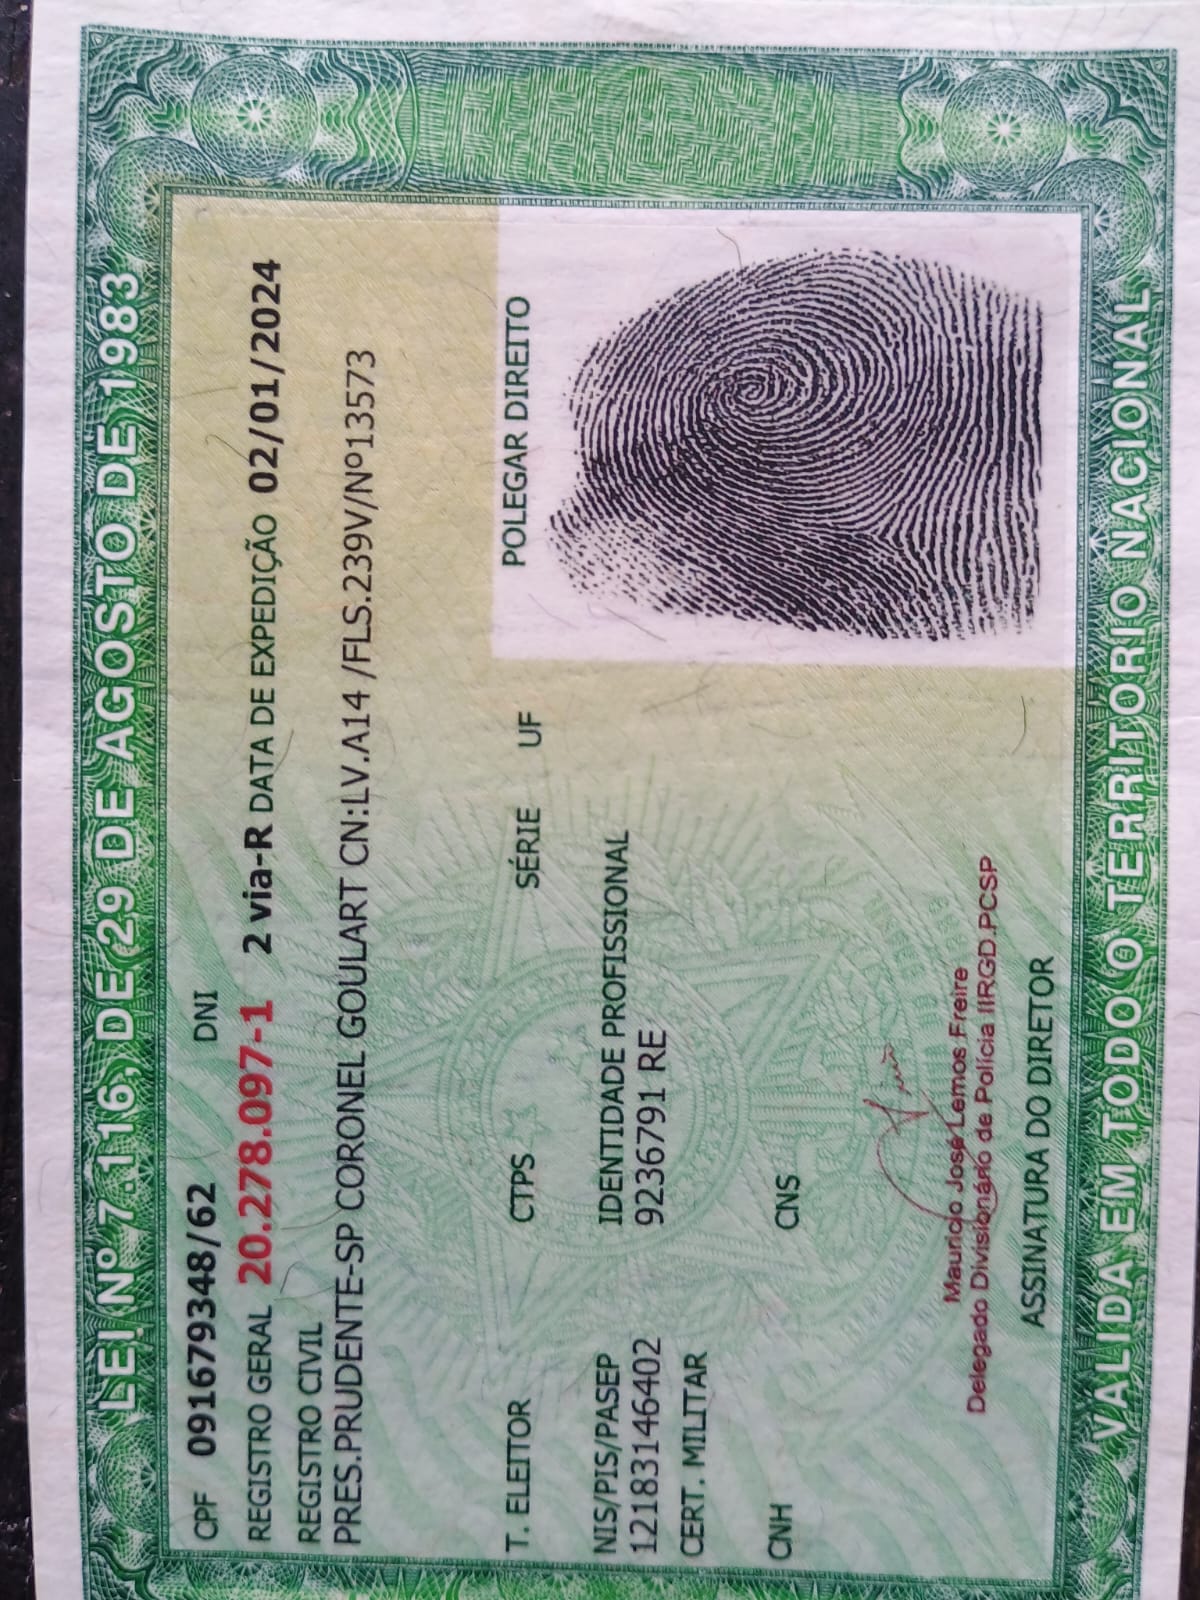 BRASIL
LEI Nº 7.116, DE 29 DE AGOSTO DE 1983
CPF 091679348/62 DNI
REGISTRO GERAL 20.278.097-1 2 via-R DATA DE EXPEDIÇÃO 02/01/2024
REGISTRO CIVIL
PRES.PRUDENTE-SP CORONEL GOULART CN:LV.A14 /FLS.239V/Nº13573
T. ELEITOR CTPS SÉRIE UF POLEGAR DIREITO
NIS/PIS/PASEP IDENTIDADE PROFISSIONAL
12183146402 9236791 RE
CERT. MILITAR
CNH CNS
Mauricio José Lemos Freire
Delegado Divisionário de Polícia IIRGD.PCSP
ASSINATURA DO DIRETOR
VALIDA EM TODO O TERRITORIO NACIONAL